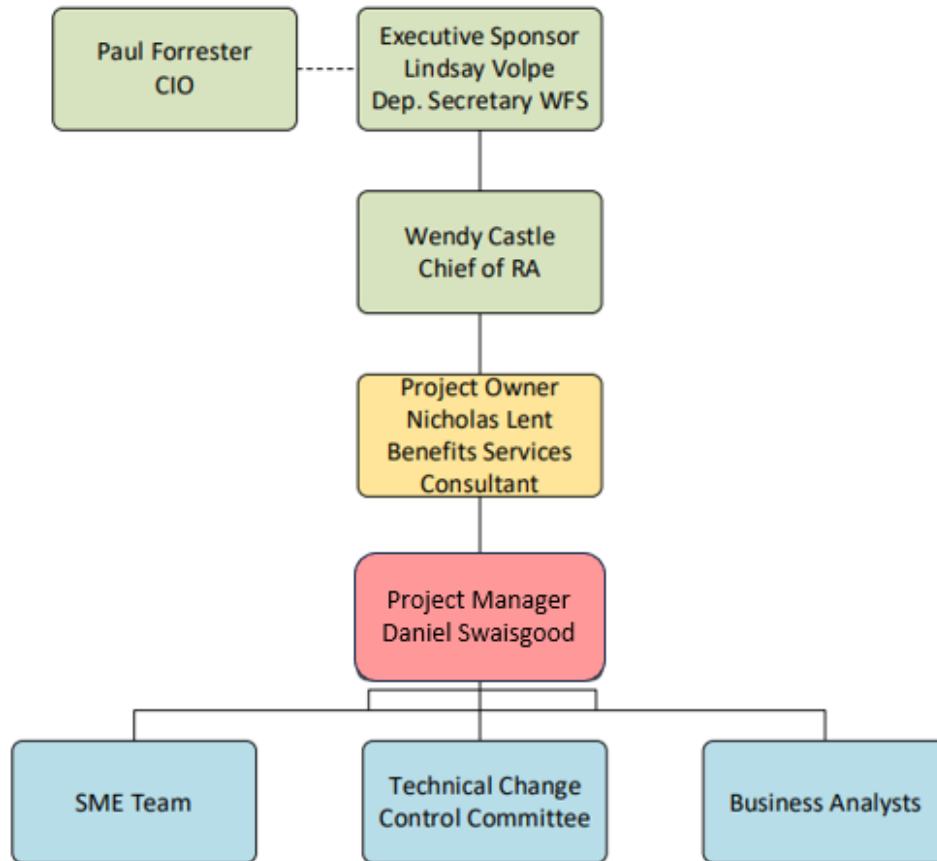 Paul Forrester
CIO
Executive Sponsor
Lindsay Volpe
Dep. Secretary WFS
Wendy Castle
Chief of RA
Project Owner
Nicholas Lent
Benefits Services
Consultant
Project Manager
Daniel Swaisgood
SME Team
Technical Change
Control Committee
Business Analysts